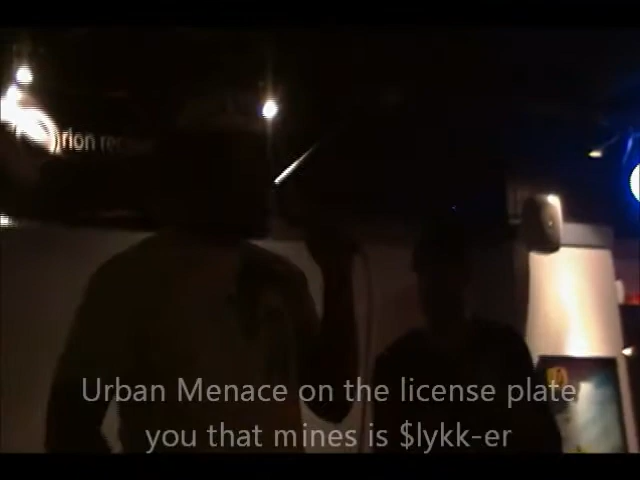 rion re
Urban Menace on the license plate
you that mines is $lykk-er